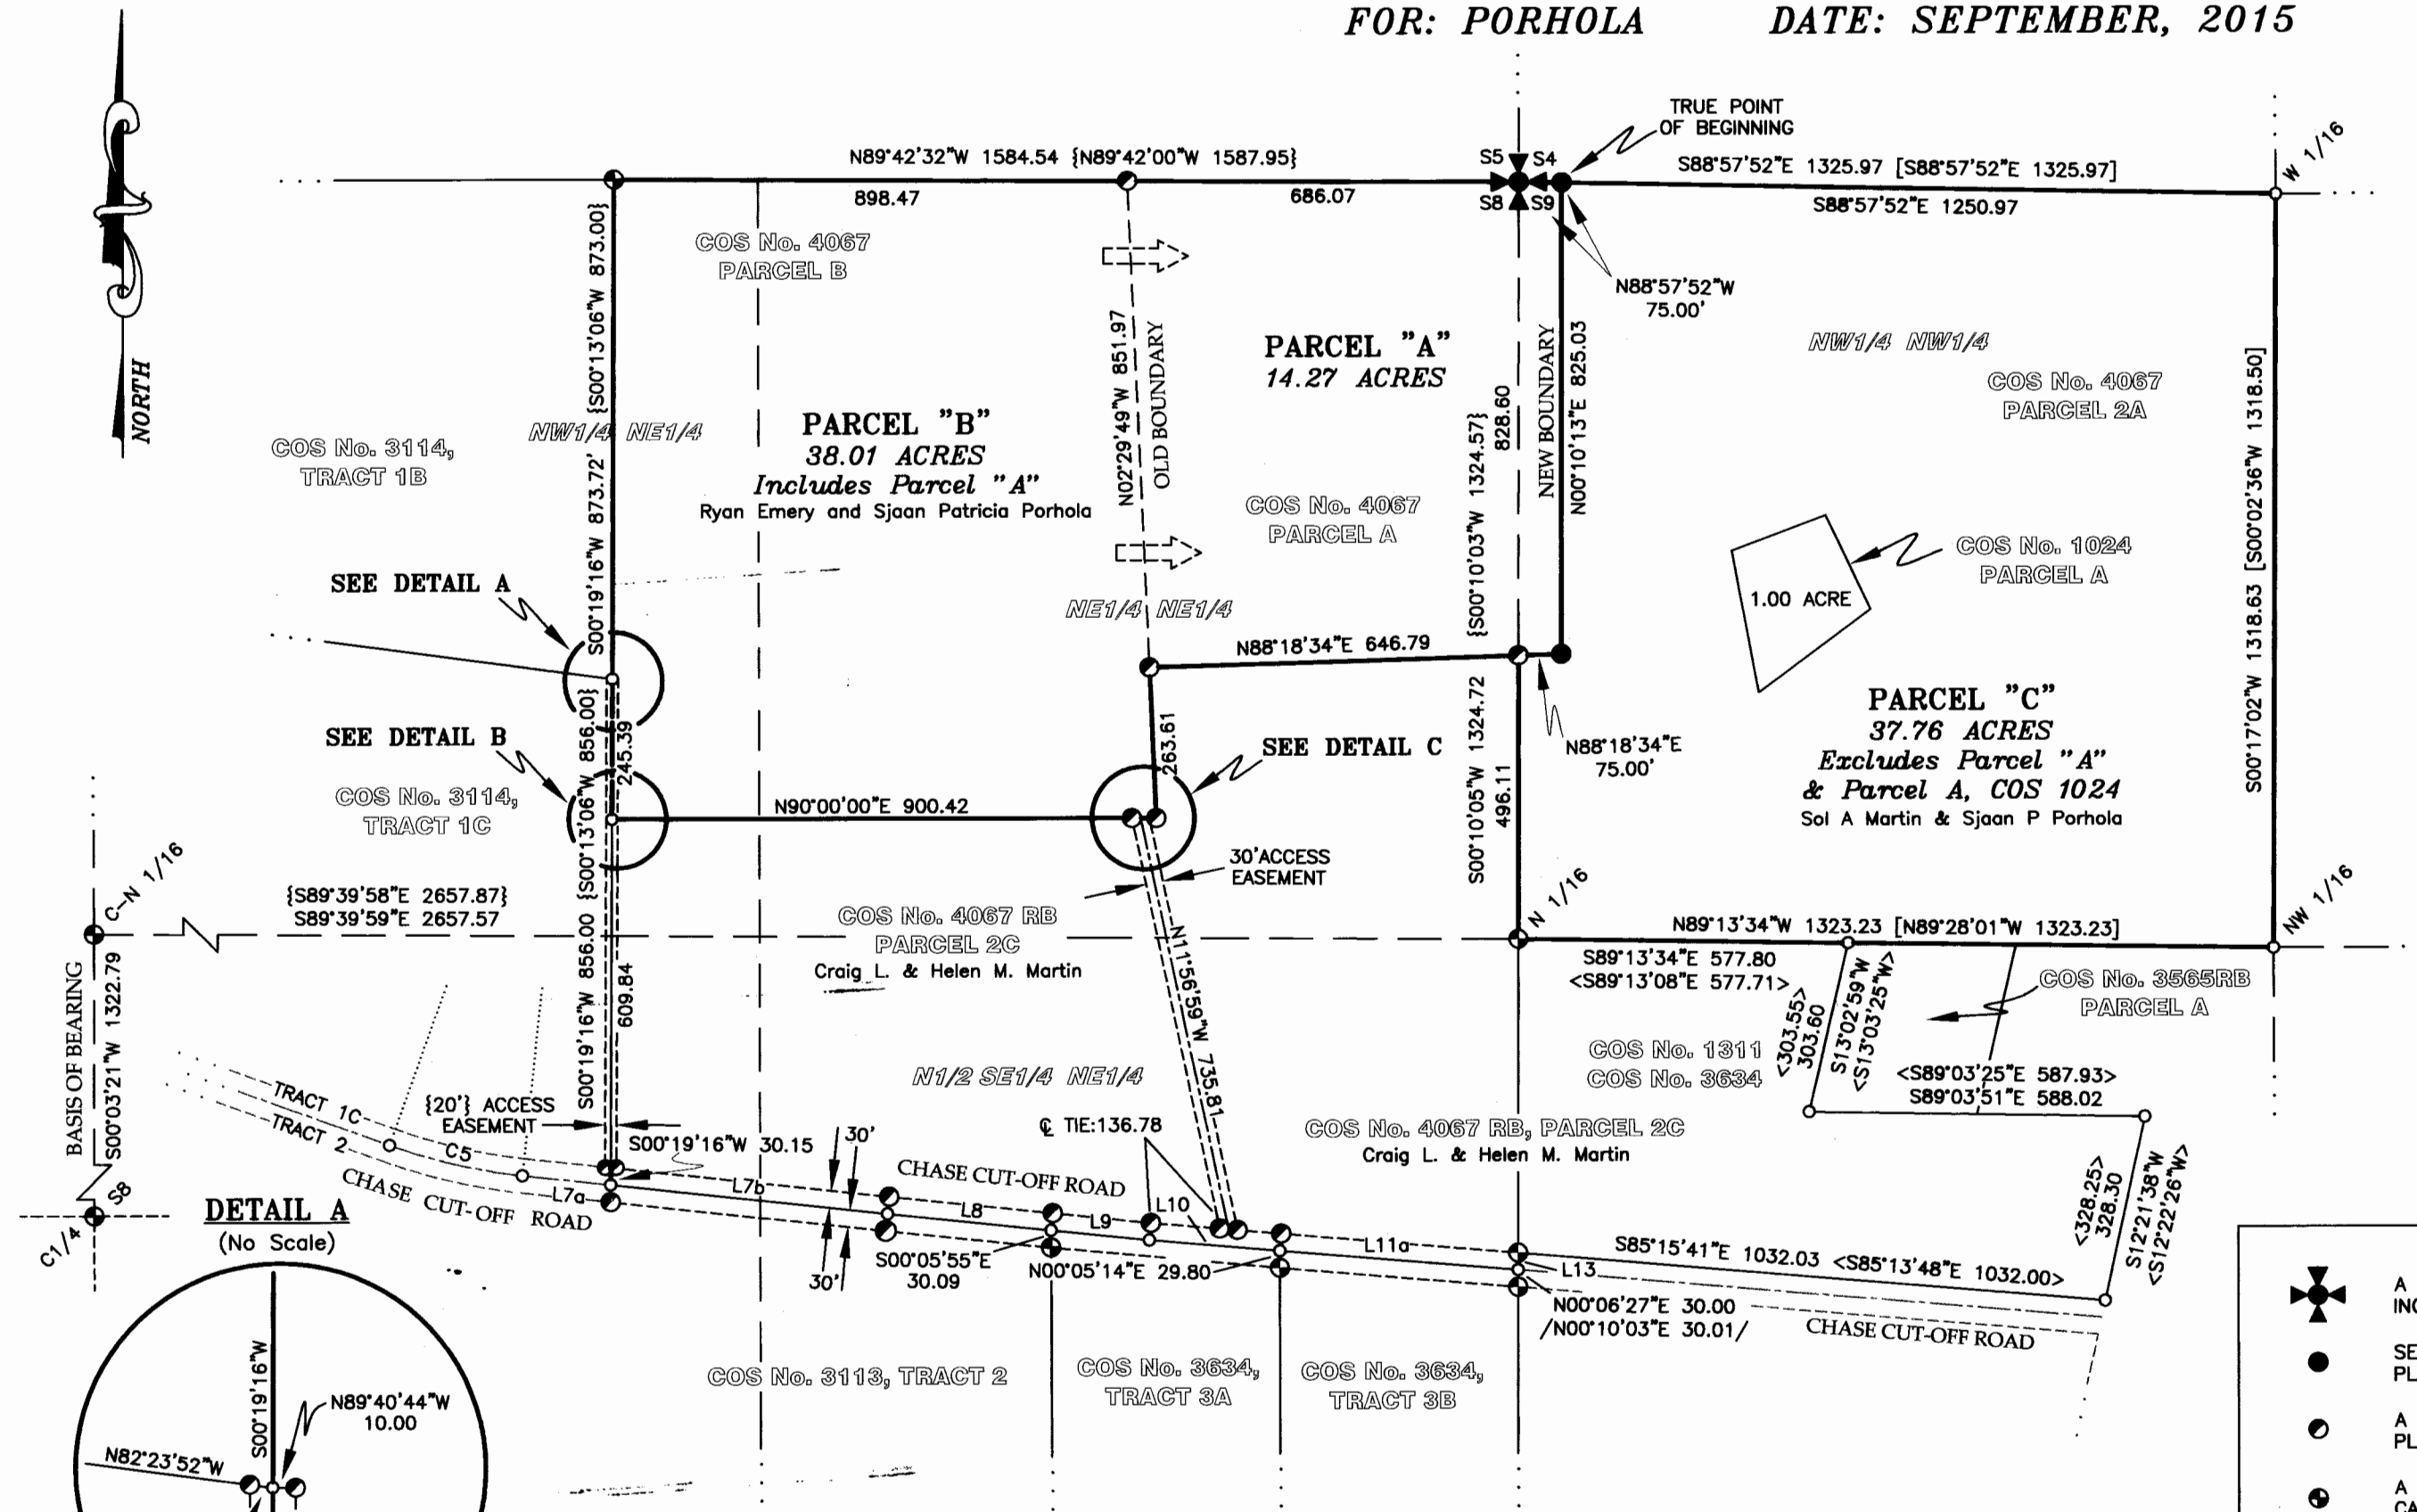 FOR: PORHOLA DATE: SEPTEMBER, 2015
TRUE POINT
OF BEGINNING
N89°42'32"W 1584.54 {N89°42'00"W 1587.95}
898.47
686.07
S5 S4
S8 S9
S88°57'52"E 1325.97 [S88°57'52"E 1325.97]
S88°57'52"E 1250.97
W 1/16
N88°57'52"W
75.00'
NORTH
COS No. 4067
PARCEL B
S00°19'16"W 873.72' {S00°13'06"W 873.00}
NW1/4 NE1/4
COS No. 3114,
TRACT 1B
PARCEL "B"
38.01 ACRES
Includes Parcel "A"
Ryan Emery and Sjaan Patricia Porhola
N02°29'49"W 851.97
OLD BOUNDARY
PARCEL "A"
14.27 ACRES
COS No. 4067
PARCEL A
NE1/4 NE1/4
{S00°10'03"W 1324.57}
828.60
NEW BOUNDARY
N00°10'13"E 825.03
NW1/4 NW1/4
COS No. 4067
PARCEL 2A
S00°17'02"W 1318.63 [S00°02'36"W 1318.50]
COS No. 1024
PARCEL A
1.00 ACRE
SEE DETAIL A
SEE DETAIL B
COS No. 3114,
TRACT 1C
245.39
S00°19'16"W 856.00 {S00°13'06"W 856.00}
609.84
N88°18'34"E 646.79
263.61
SEE DETAIL C
S00°10'05"W 1324.72
496.11
N88°18'34"E
75.00'
PARCEL "C"
37.76 ACRES
Excludes Parcel "A"
& Parcel A, COS 1024
Sol A Martin & Sjaan P Porhola
N90°00'00"E 900.42
30'ACCESS
EASEMENT
C-N 1/16
{S89°39'58"E 2657.87}
S89°39'59"E 2657.57
COS No. 4067 RB
PARCEL 2C
Craig L. & Helen M. Martin
N 1/16
NW 1/16
N89°13'34"W 1323.23 [N89°28'01"W 1323.23]
S89°13'34"E 577.80
<S89°13'08"E 577.71>
COS No. 3565RB
PARCEL A
BASIS OF BEARING
S00°03'21"W 1322.79
N11°56'59"W 735.81
<303.55>
303.60
S13°02'59"W
<S13°03'25"W>
COS No. 1311
COS No. 3634
<S89°03'25"E 587.93>
S89°03'51"E 588.02
N1/2 SE1/4 NE1/4
TRACT 1C
TRACT 2
C5
{20'} ACCESS
EASEMENT
S00°19'16"W 30.15
30'
℄ TIE:136.78
COS No. 4067 RB, PARCEL 2C
Craig L. & Helen M. Martin
CHASE CUT-OFF ROAD
CHASE CUT-OFF ROAD
L7a
L7b
L8
L9
L10
L11a
L13
S00°05'55"E
30.09
30'
N00°05'14"E 29.80
S85°15'41"E 1032.03 <S85°13'48"E 1032.00>
<328.25>
328.30
S12°21'38"W
<S12°22'26"W>
N00°06'27"E 30.00
/N00°10'03"E 30.01/
CHASE CUT-OFF ROAD
S8
C1/4
COS No. 3113, TRACT 2
COS No. 3634,
TRACT 3A
COS No. 3634,
TRACT 3B
DETAIL A
(No Scale)
S00°19'16"W
N89°40'44"W
10.00
N82°23'52"W
A
A
A